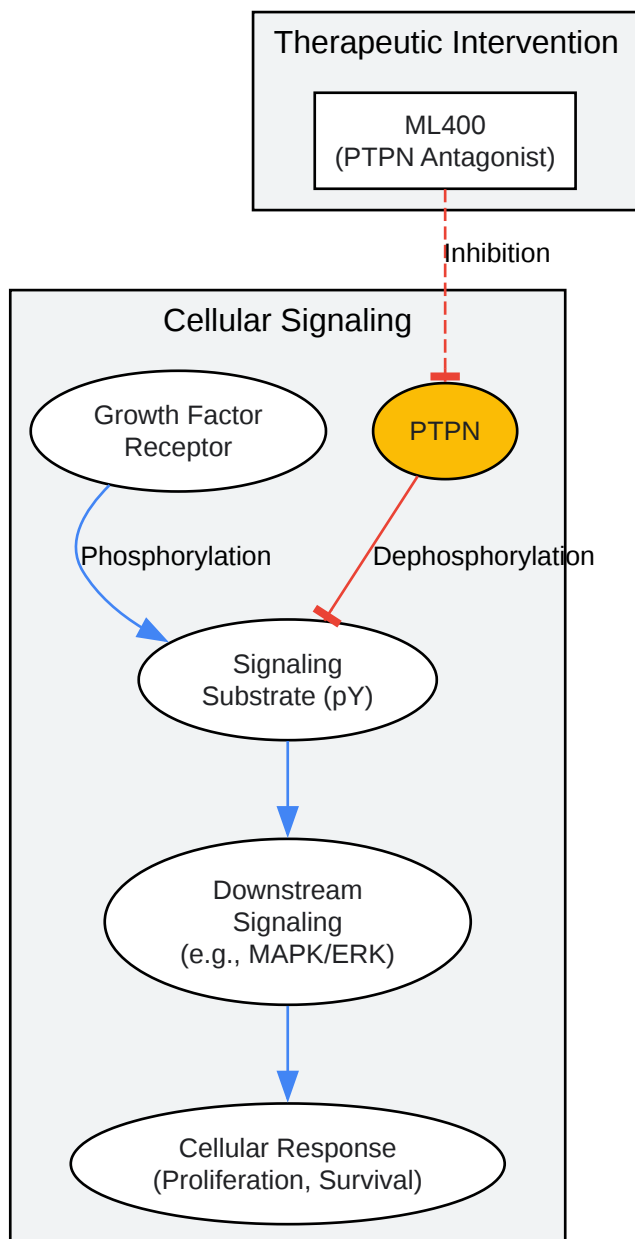 Therapeutic Intervention
ML400
(PTPN Antagonist)
Inhibition
Cellular Signaling
Growth Factor
Receptor
PTPN
Phosphorylation
Dephosphorylation
Signaling
Substrate (pY)
Downstream
Signaling
(e.g., MAPK/ERK)
Cellular Response
(Proliferation, Survival)